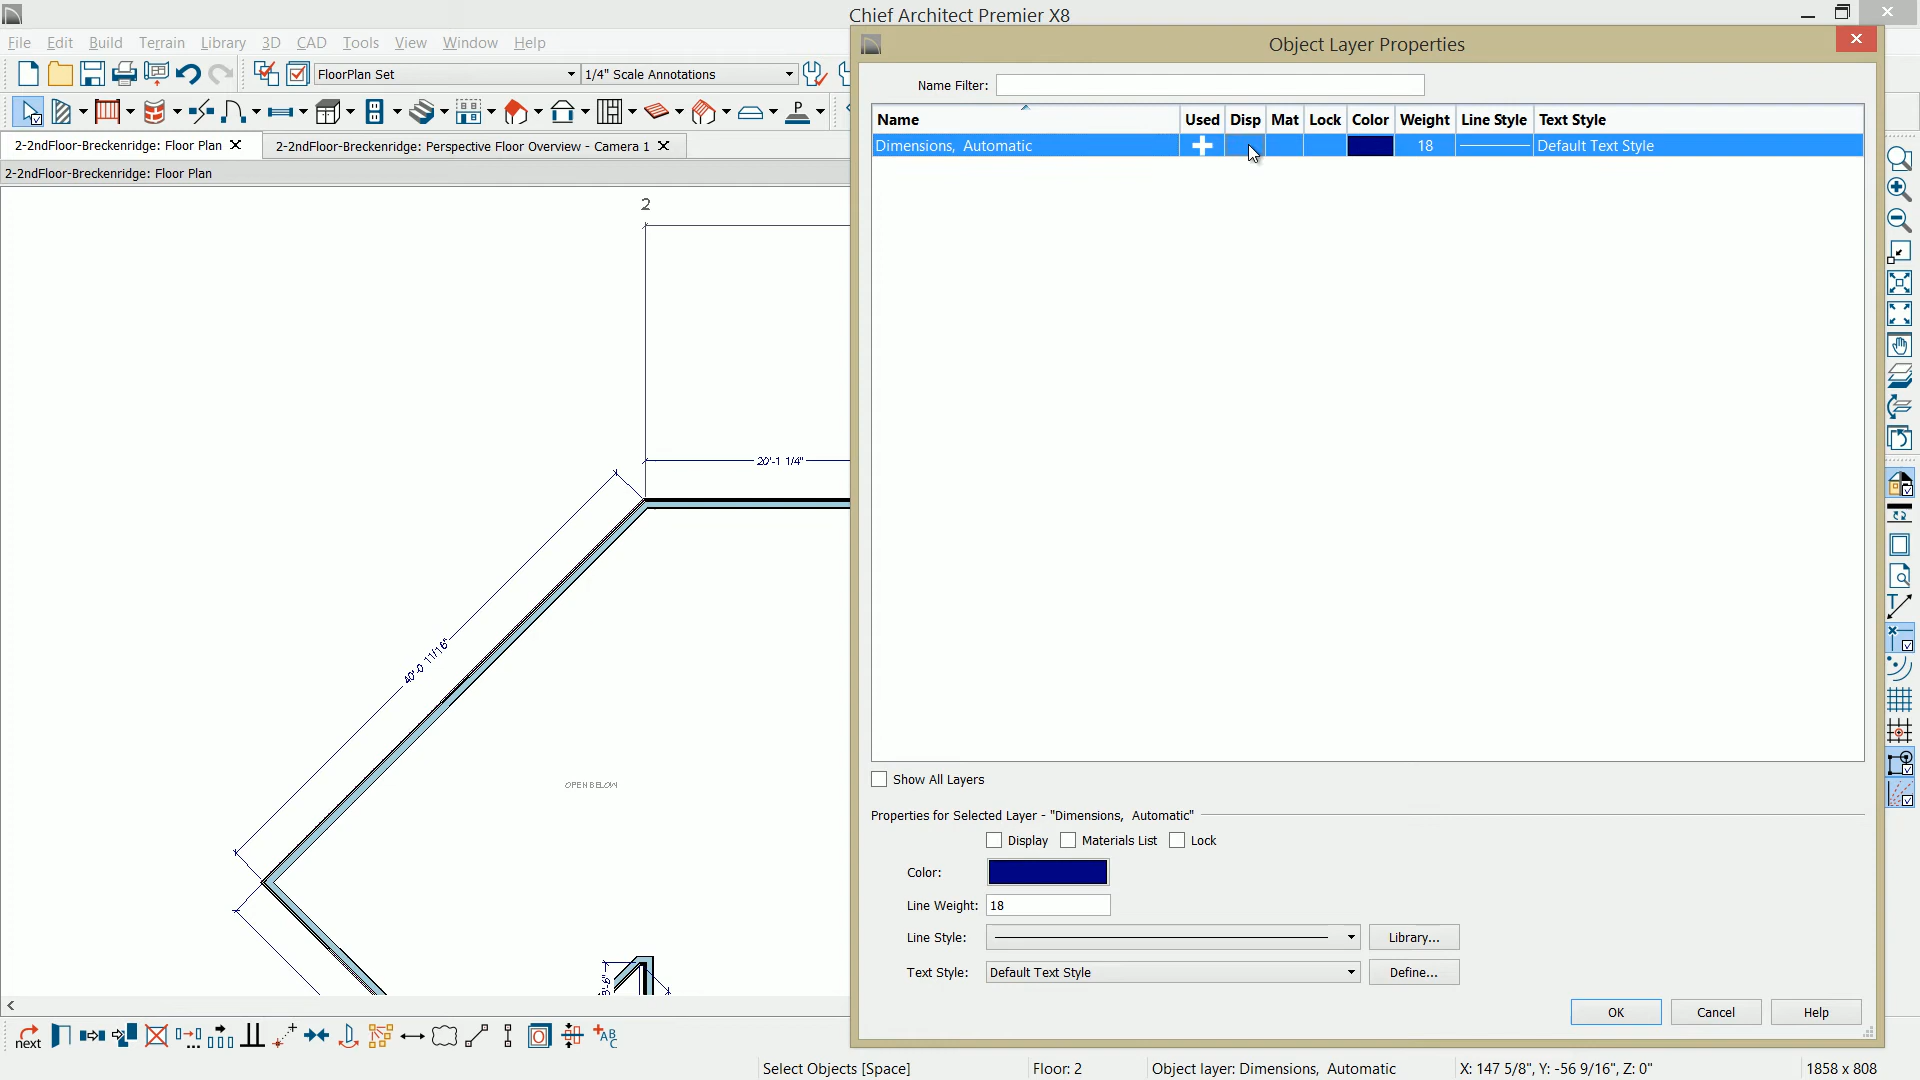 Chief Architect Premier X8
File Edit Build Terrain Library 3D CAD Tools View Window Help
FloorPlan Set
1/4" Scale Annotations
2-2ndFloor-Breckenridge: Floor Plan
2-2ndFloor-Breckenridge: Perspective Floor Overview - Camera 1
2-2ndFloor-Breckenridge: Floor Plan
2
20'-1 1/4"
40'-0 11/16"
OPEN BELOW
Object Layer Properties
Name Filter:
Name Used Disp Mat Lock Color Weight Line Style Text Style
Dimensions, Automatic 18 Default Text Style
Show All Layers
Properties for Selected Layer - "Dimensions, Automatic"
Display Materials List Lock
Color:
Line Weight: 18
Line Style: Library...
Text Style: Default Text Style Define...
OK Cancel Help
next
ABC
Select Objects [Space] Floor: 2 Object layer: Dimensions, Automatic X: 147 5/8", Y: -56 9/16", Z: 0" 1858 x 808